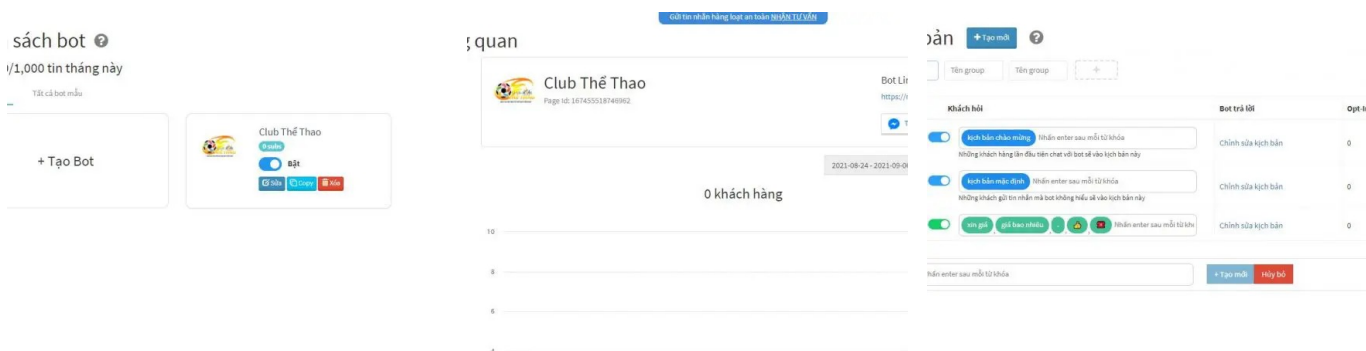 sách bot
/1,000 tin tháng này
Tất cả bot mẫu
+ Tạo Bot
Club Thể Thao
0 subs
Bật
Sửa Copy Xóa
Gửi tin nhắn hàng loạt an toàn NHẬN TƯ VẤN
quan
Club Thể Thao
Page Id: 167455519746962
Bot Lin
https://
2021-08-24 - 2021-09-06
0 khách hàng
10
8
6
bản + Tạo mới
Tên group Tên group +
Khách hỏi Bot trả lời Opt-In
kịch bản chào mừng Nhấn enter sau mỗi từ khóa Chỉnh sửa kịch bản 0
Những khách hàng lần đầu tiên chat với bot sẽ vào kịch bản này
kịch bản mặc định Nhấn enter sau mỗi từ khóa Chỉnh sửa kịch bản 0
Những khách gửi tin nhắn mà bot không hiểu sẽ vào kịch bản này
xin giá giá bao nhiêu . Nhấn enter sau mỗi từ khó Chỉnh sửa kịch bản 0
Nhấn enter sau mỗi từ khóa + Tạo mới Hủy bỏ